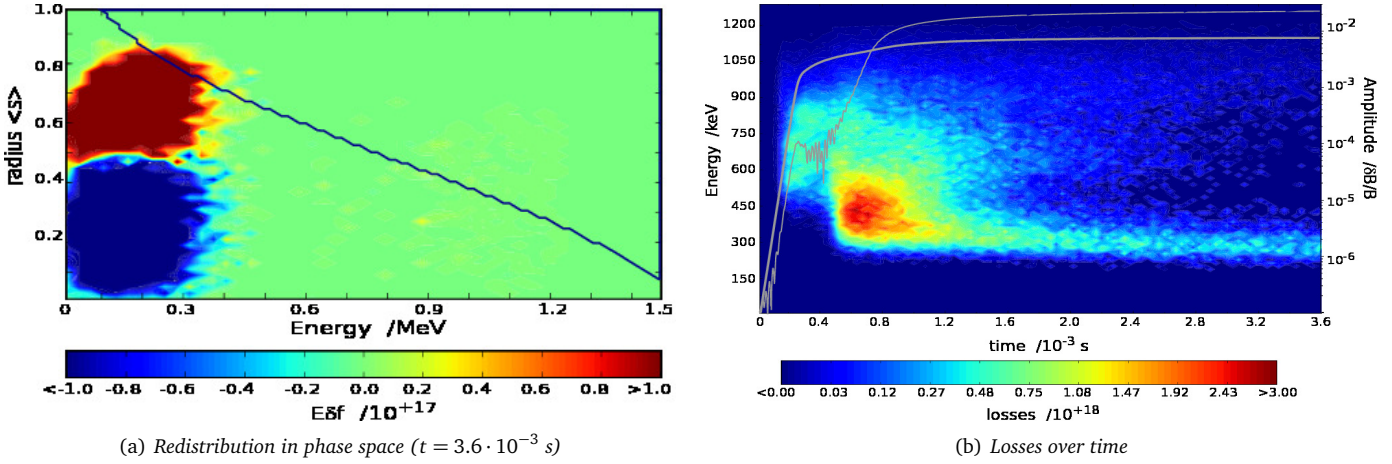 radius <s>
1.0
0.8
0.6
0.4
0.2
0 0.3 0.6 0.9 1.2 1.5
Energy /MeV
<-1.0 -0.8 -0.6 -0.4 -0.2 0.0 0.2 0.4 0.6 0.8 >1.0
Eδf /10+17
(a) Redistribution in phase space (t = 3.6 · 10−3 s)
Energy /keV
1200
1050
900
750
600
450
300
150
10-2
10-3
10-4
10-5
10-6
Amplitude /δB/B
0 0.4 0.8 1.2 1.6 2.0 2.4 2.8 3.2 3.6
time /10-3 s
<0.00 0.03 0.12 0.27 0.48 0.75 1.08 1.47 1.92 2.43 >3.00
losses /10+18
(b) Losses over time